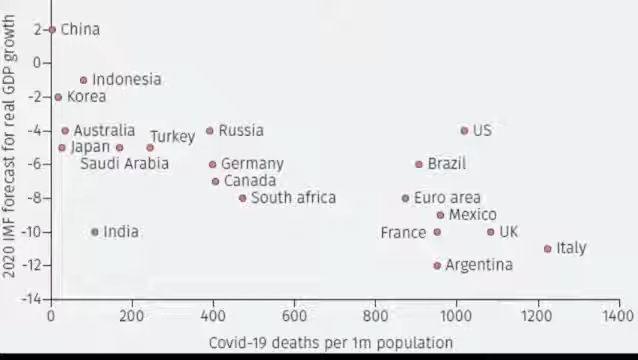 2020 IMF forecast for real GDP growth
2
0
-2
-4
-6
-8
-10
-12
-14
China
Indonesia
Korea
Australia
Turkey
Russia
US
Japan
Saudi Arabia
Germany
Brazil
Canada
South africa
Euro area
Mexico
India
France
UK
Italy
Argentina
0
200
400
600
800
1000
1200
1400
Covid-19 deaths per 1m population